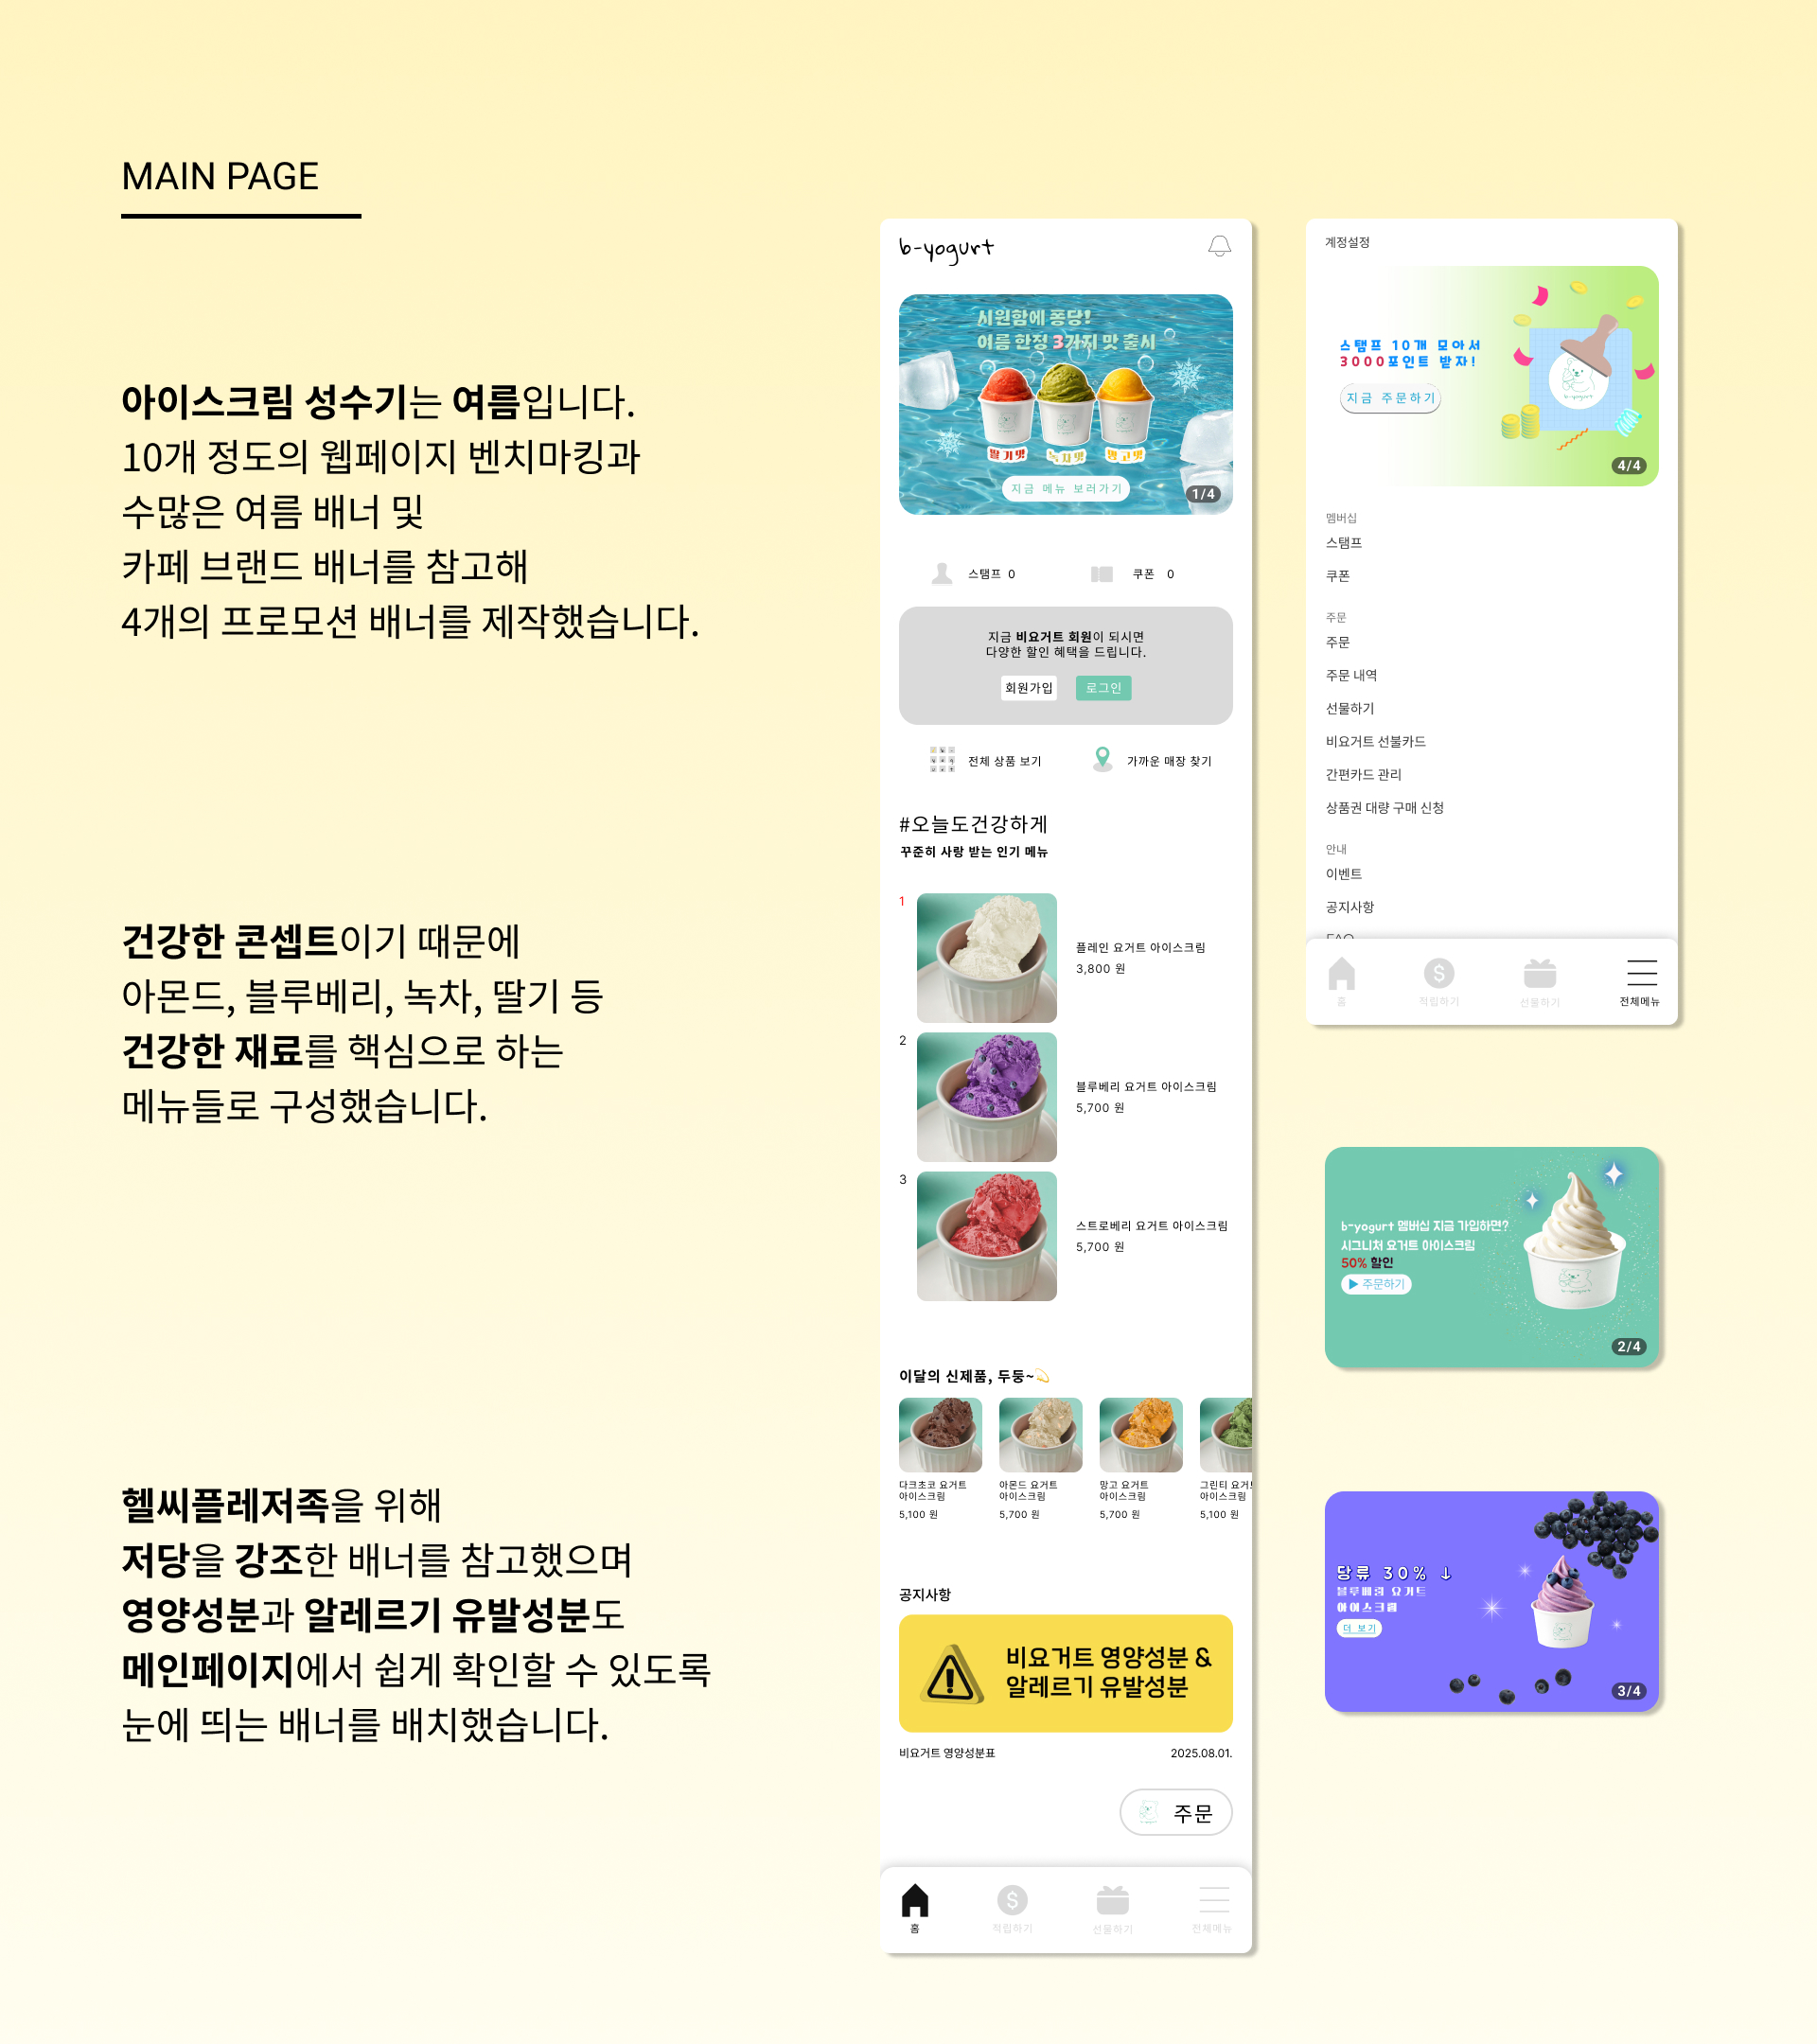 MAIN PAGE
아이스크림 성수기는 여름입니다.
10개 정도의 웹페이지 벤치마킹과
수많은 여름 배너 및
카페 브랜드 배너를 참고해
4개의 프로모션 배너를 제작했습니다.
건강한 콘셉트이기 때문에
아몬드, 블루베리, 녹차, 딸기 등
건강한 재료를 핵심으로 하는
메뉴들로 구성했습니다.
헬씨플레저족을 위해
저당을 강조한 배너를 참고했으며
영양성분과 알레르기 유발성분도
메인페이지에서 쉽게 확인할 수 있도록
눈에 띄는 배너를 배치했습니다.
b-yogurt
시원함에 퐁당!
여름 한정 3가지 맛 출시
딸기맛 녹차맛 망고맛
지금 메뉴 보러가기
1/4
스탬프 0 쿠폰 0
지금 비요거트 회원이 되시면
다양한 할인 혜택을 드립니다.
회원가입 로그인
전체 상품 보기 가까운 매장 찾기
#오늘도건강하게
꾸준히 사랑 받는 인기 메뉴
1
플레인 요거트 아이스크림
3,800 원
2
블루베리 요거트 아이스크림
5,700 원
3
스트로베리 요거트 아이스크림
5,700 원
이달의 신제품, 두둥~💫
다크초코 요거트
아이스크림
5,100 원
아몬드 요거트
아이스크림
5,700 원
망고 요거트
아이스크림
5,700 원
그린티 요거
아이스크림
5,100 원
공지사항
비요거트 영양성분 &
알레르기 유발성분
비요거트 영양성분표 2025.08.01.
주문
홈 적립하기 선물하기 전체메뉴
계정설정
스탬프 10개 모아서
3000포인트 받자!
지금 주문하기
b-yogurt
4/4
멤버십
스탬프
쿠폰
주문
주문
주문 내역
선물하기
비요거트 선불카드
간편카드 관리
상품권 대량 구매 신청
안내
이벤트
공지사항
FAQ
홈 적립하기 선물하기 전체메뉴
b-yogurt 멤버십 지금 가입하면?
시그니처 요거트 아이스크림
50% 할인
▶ 주문하기
b-yogurt
2/4
당류 30% ↓
블루베리 요거트
아이스크림
더 보기
3/4